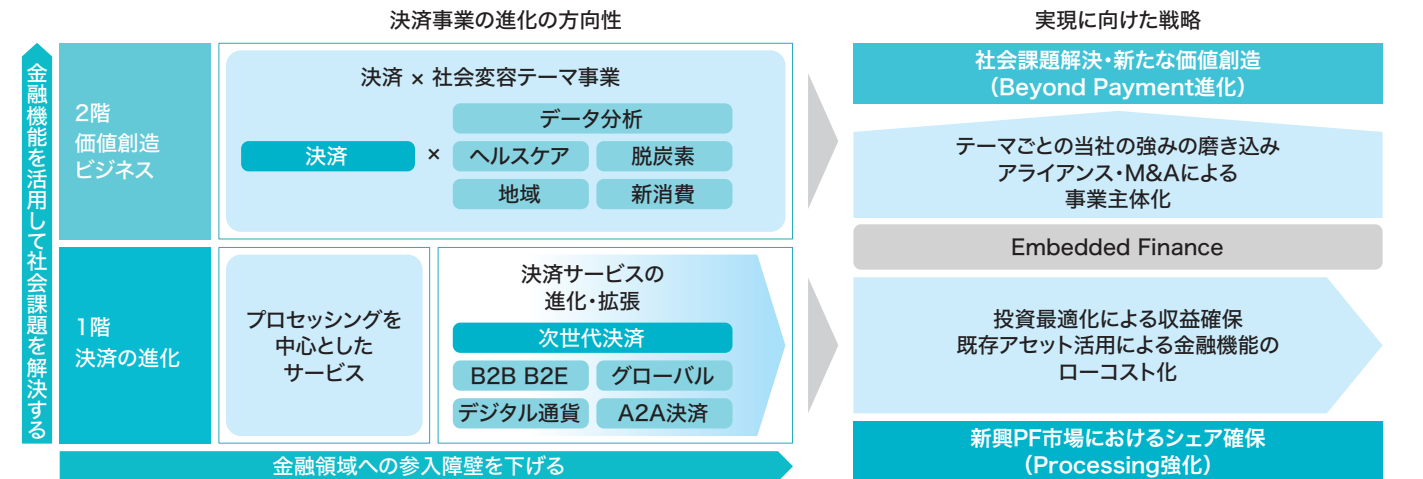 決済事業の進化の方向性
実現に向けた戦略
金融機能を活用して社会課題を解決する
2階
価値創造
ビジネス
決済 × 社会変容テーマ事業
決済
×
データ分析
ヘルスケア
脱炭素
地域
新消費
1階
決済の進化
プロセッシングを
中心とした
サービス
決済サービスの
進化・拡張
次世代決済
B2B B2E
グローバル
デジタル通貨
A2A決済
金融領域への参入障壁を下げる
社会課題解決・新たな価値創造
（Beyond Payment進化）
テーマごとの当社の強みの磨き込み
アライアンス・M&Aによる
事業主体化
Embedded Finance
投資最適化による収益確保
既存アセット活用による金融機能の
ローコスト化
新興PF市場におけるシェア確保
（Processing強化）